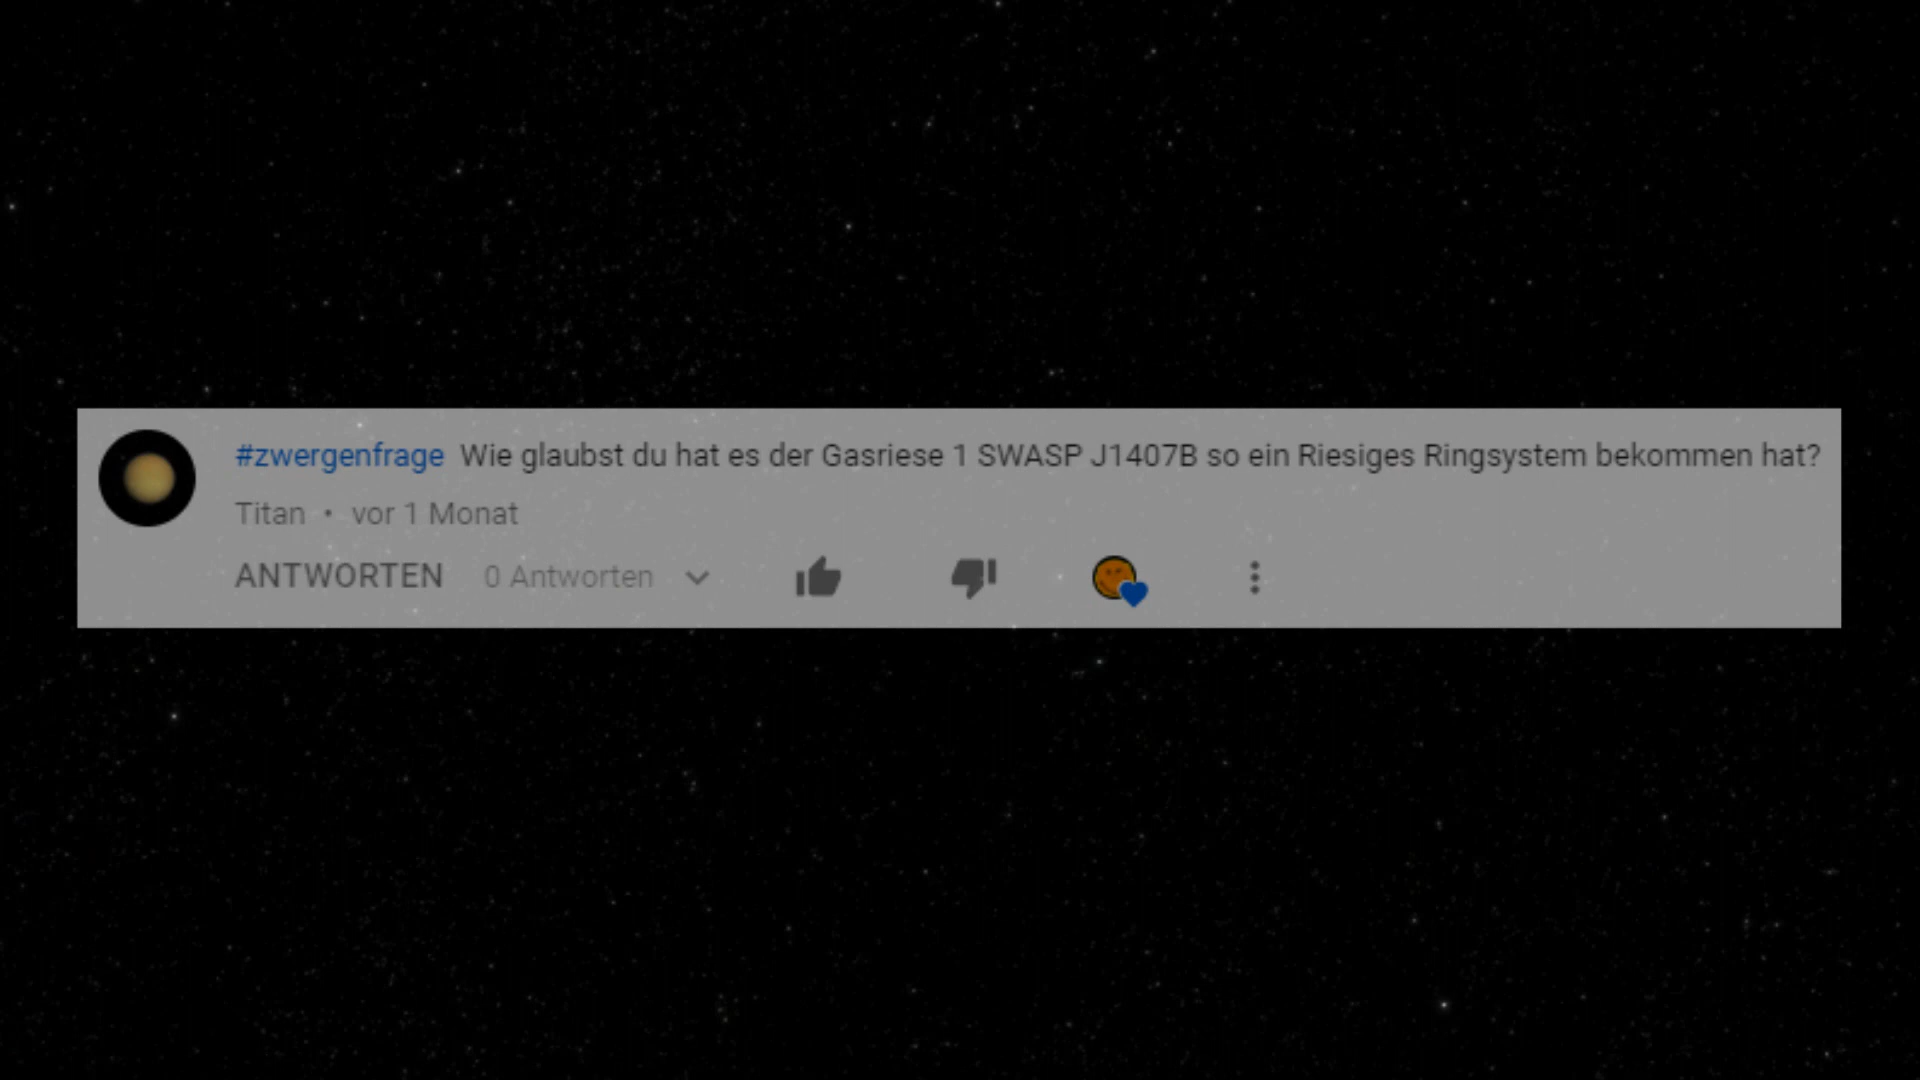 #zwergenfrage Wie glaubst du hat es der Gasriese 1 SWASP J1407B so ein Riesiges Ringsystem bekommen hat?
Titan • vor 1 Monat
ANTWORTEN 0 Antworten